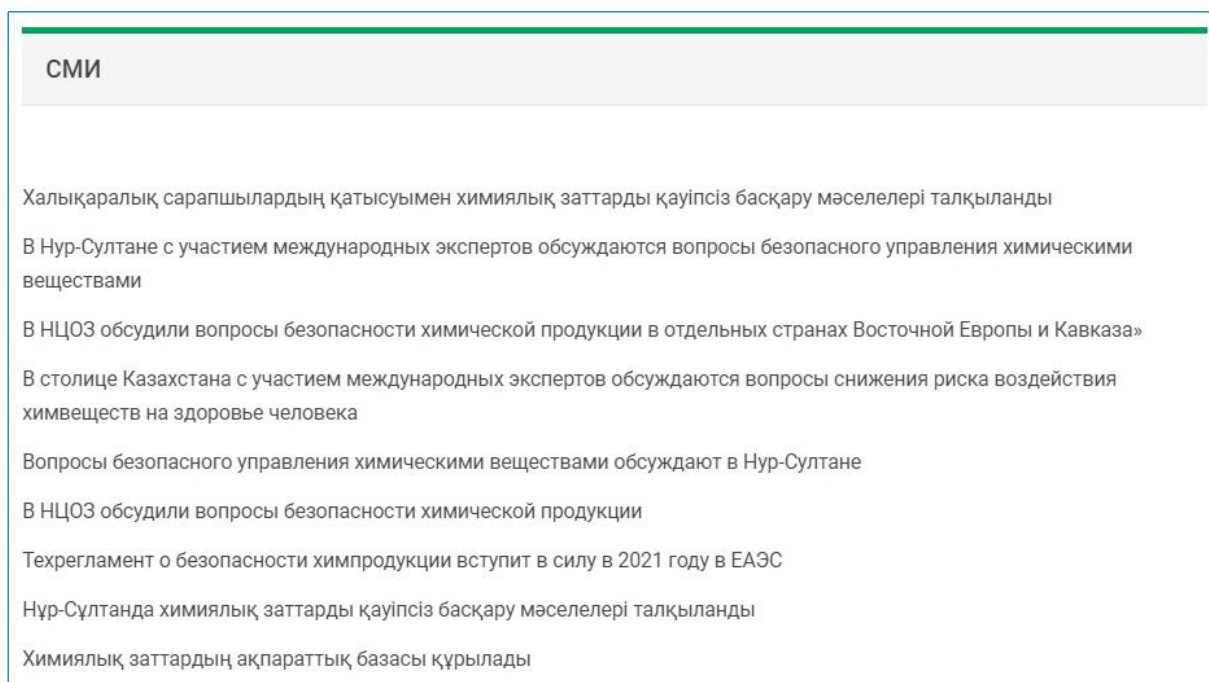 СМИ
Халықаралық сарапшылардың қатысуымен химиялық заттарды қауіпсіз басқару мәселелері талқыланды
В Нур-Султане с участием международных экспертов обсуждаются вопросы безопасного управления химическими
веществами
В НЦОЗ обсудили вопросы безопасности химической продукции в отдельных странах Восточной Европы и Кавказа»
В столице Казахстана с участием международных экспертов обсуждаются вопросы снижения риска воздействия
химвеществ на здоровье человека
Вопросы безопасного управления химическими веществами обсуждают в Нур-Султане
В НЦОЗ обсудили вопросы безопасности химической продукции
Техрегламент о безопасности химпродукции вступит в силу в 2021 году в ЕАЭС
Нұр-Сұлтанда химиялық заттарды қауіпсіз басқару мәселелері талқыланды
Химиялық заттардың ақпараттық базасы құрылады